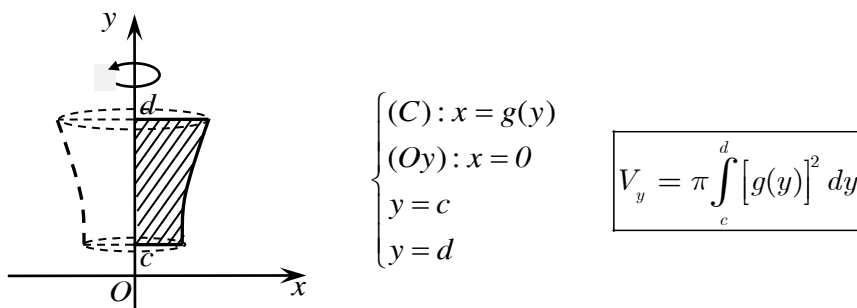 y
d
c
O
x
(C) : x = g(y)
(Oy) : x = 0
y = c
y = d
V_y = π∫_c^d [g(y)]² dy